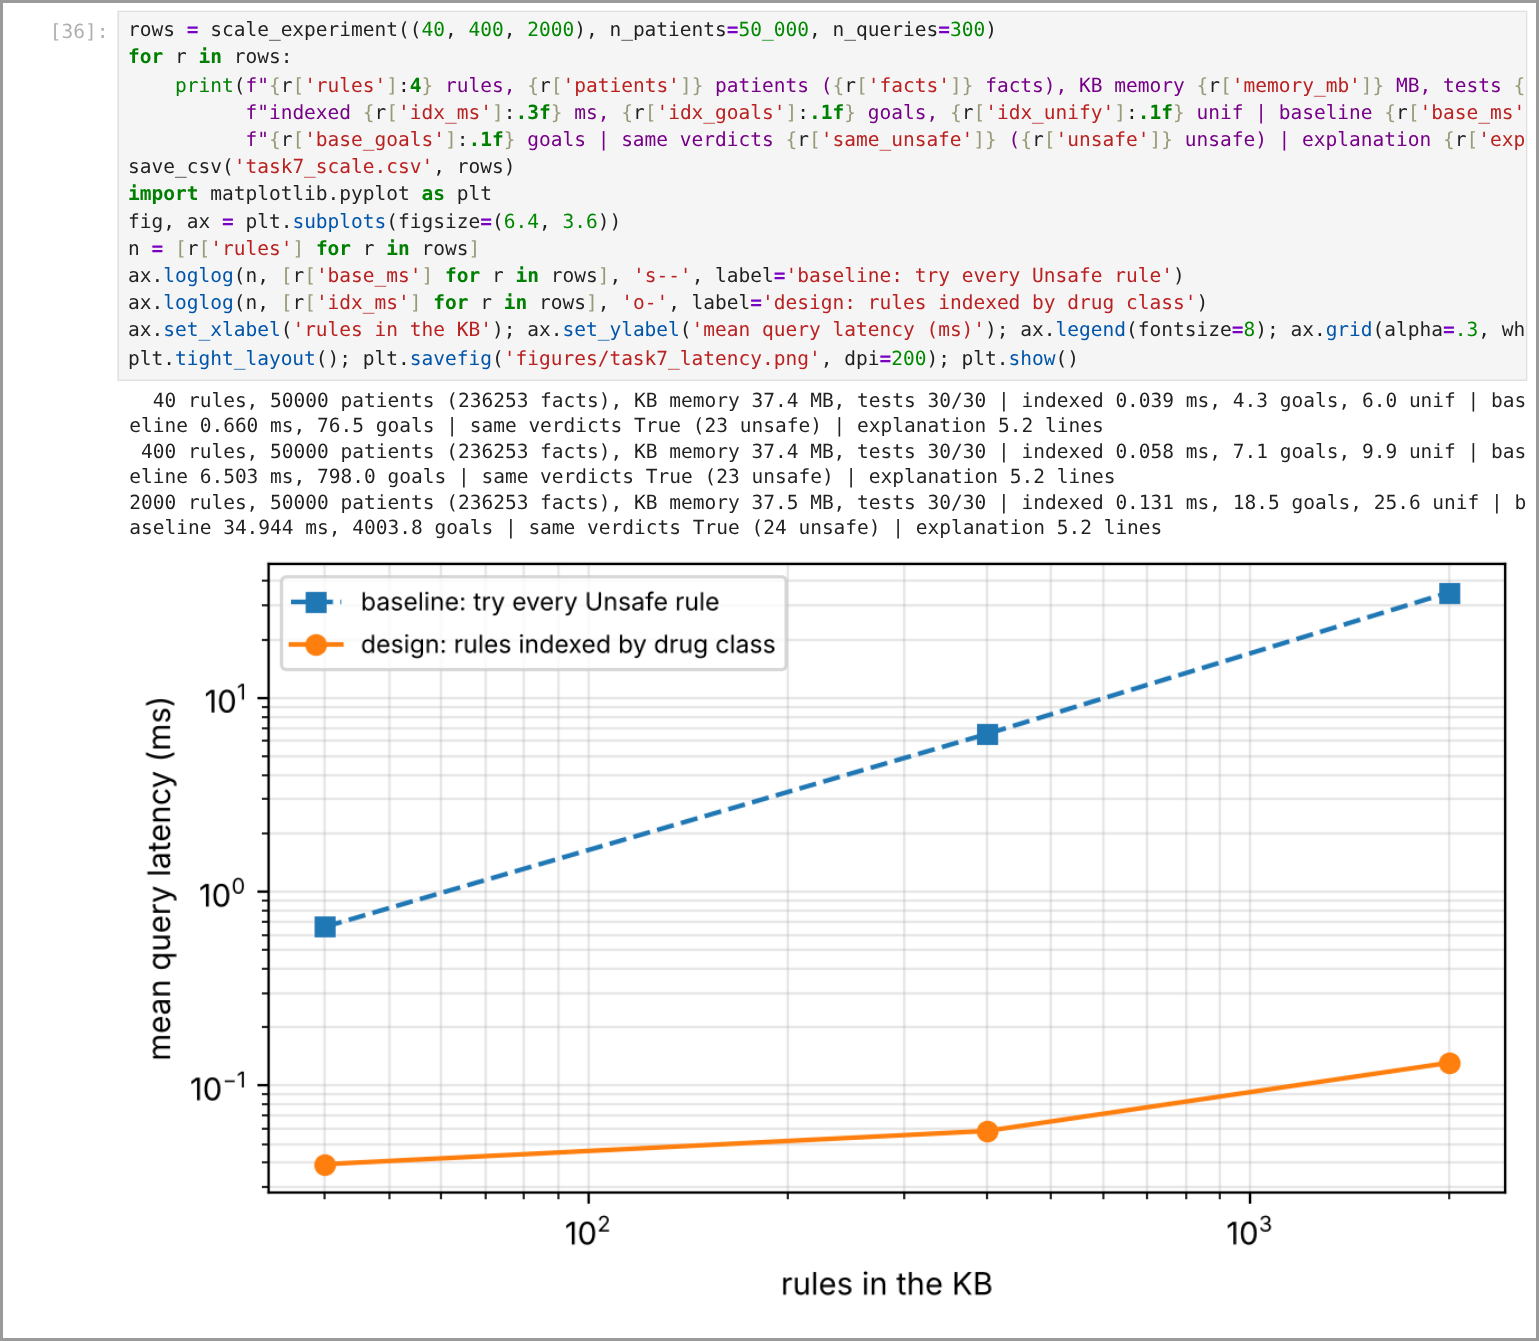 [36]: rows = scale_experiment((40, 400, 2000), n_patients=50_000, n_queries=300)
for r in rows:
    print(f"{r['rules']:4} rules, {r['patients']} patients ({r['facts']} facts), KB memory {r['memory_mb']} MB, tests {
          f"indexed {r['idx_ms']:.3f} ms, {r['idx_goals']:.1f} goals, {r['idx_unify']:.1f} unif | baseline {r['base_ms'
          f"{r['base_goals']:.1f} goals | same verdicts {r['same_unsafe']} ({r['unsafe']} unsafe) | explanation {r['exp
save_csv('task7_scale.csv', rows)
import matplotlib.pyplot as plt
fig, ax = plt.subplots(figsize=(6.4, 3.6))
n = [r['rules'] for r in rows]
ax.loglog(n, [r['base_ms'] for r in rows], 's--', label='baseline: try every Unsafe rule')
ax.loglog(n, [r['idx_ms'] for r in rows], 'o-', label='design: rules indexed by drug class')
ax.set_xlabel('rules in the KB'); ax.set_ylabel('mean query latency (ms)'); ax.legend(fontsize=8); ax.grid(alpha=.3, wh
plt.tight_layout(); plt.savefig('figures/task7_latency.png', dpi=200); plt.show()
  40 rules, 50000 patients (236253 facts), KB memory 37.4 MB, tests 30/30 | indexed 0.039 ms, 4.3 goals, 6.0 unif | bas
eline 0.660 ms, 76.5 goals | same verdicts True (23 unsafe) | explanation 5.2 lines
 400 rules, 50000 patients (236253 facts), KB memory 37.4 MB, tests 30/30 | indexed 0.058 ms, 7.1 goals, 9.9 unif | bas
eline 6.503 ms, 798.0 goals | same verdicts True (23 unsafe) | explanation 5.2 lines
2000 rules, 50000 patients (236253 facts), KB memory 37.5 MB, tests 30/30 | indexed 0.131 ms, 18.5 goals, 25.6 unif | b
aseline 34.944 ms, 4003.8 goals | same verdicts True (24 unsafe) | explanation 5.2 lines
baseline: try every Unsafe rule
design: rules indexed by drug class
mean query latency (ms)
10¹
10⁰
10⁻¹
10² 10³
rules in the KB